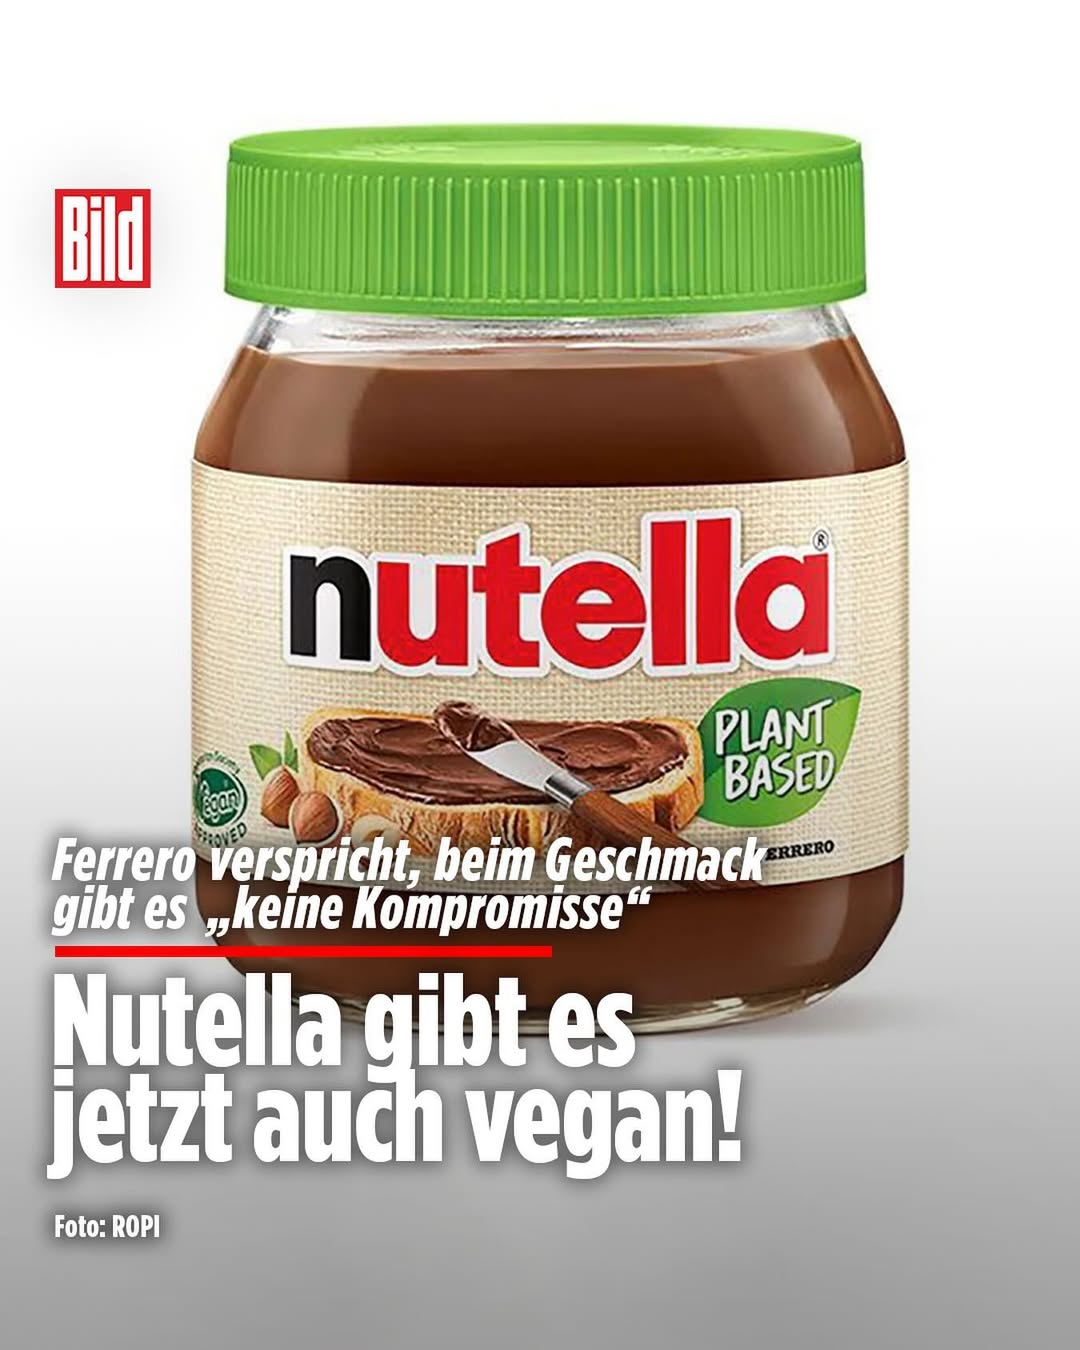 Bild
nutella®
PLANT
BASED
Vegan
APPROVED
Ferrero verspricht, beim Geschmack
gibt es „keine Kompromisse“
Nutella gibt es
jetzt auch vegan!
Foto: ROPI